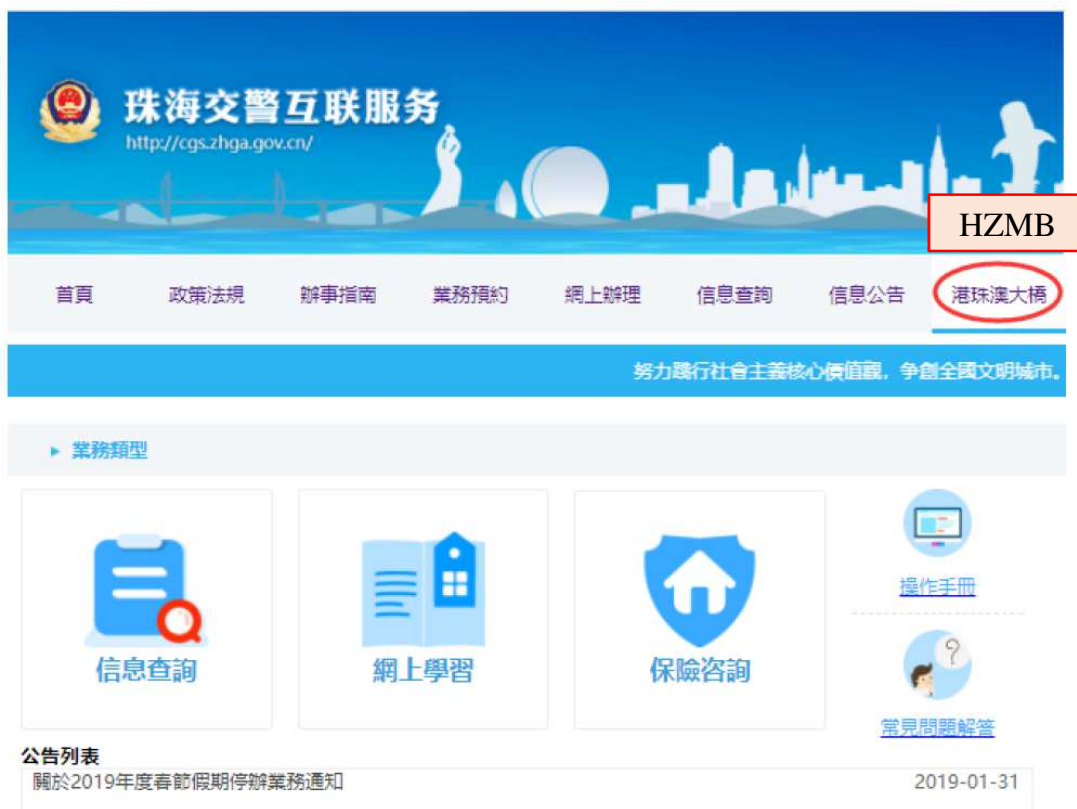 珠海交警互联服务
http://cgs.zhga.gov.cn/
HZMB
首頁 政策法規 辦事指南 業務預約 網上辦理 信息查詢 信息公告 港珠澳大橋
努力踐行社會主義核心價值觀，争創全國文明城市。
業務類型
信息查詢 網上學習 保險咨詢
操作手冊
常見問題解答
公告列表
關於2019年度春節假期停辦業務通知 2019-01-31